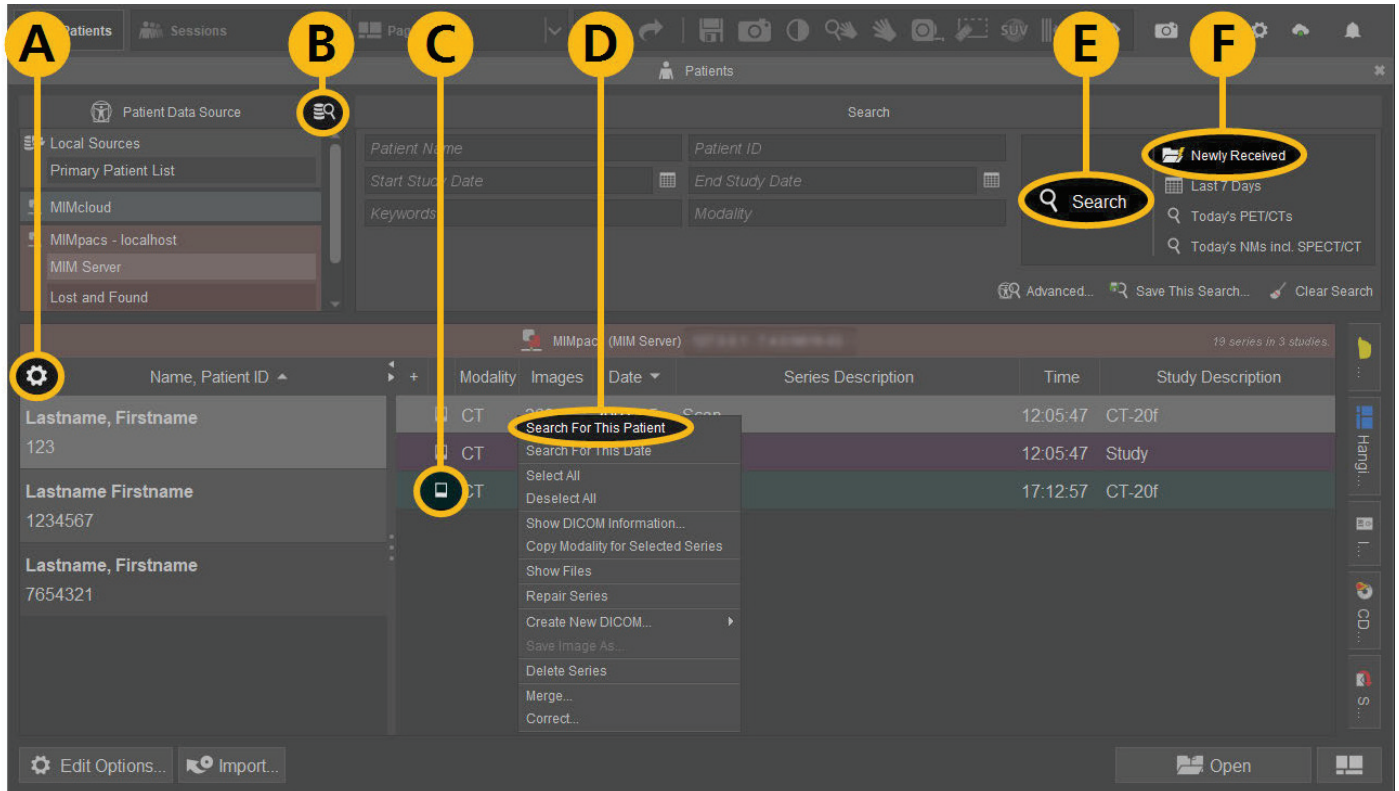 A
B
C
D
E
F
Patients
Sessions
Pa
SUV
Patients
Patient Data Source
Search
Local Sources
Primary Patient List
MIMcloud
MIMpacs - localhost
MIM Server
Lost and Found
Patient Name
Patient ID
Start Study Date
End Study Date
Keywords
Modality
Search
Newly Received
Last 7 Days
Today's PET/CTs
Today's NMs incl. SPECT/CT
Advanced...
Save This Search...
Clear Search
MIMpacs (MIM Server)
19 series in 3 studies.
Name, Patient ID
+
Modality
Images
Date
Series Description
Time
Study Description
Lastname, Firstname
123
Lastname Firstname
1234567
Lastname, Firstname
7654321
CT
Scan
12:05:47
CT-20f
CT
12:05:47
Study
CT
17:12:57
CT-20f
Search For This Patient
Search For This Date
Select All
Deselect All
Show DICOM Information...
Copy Modality for Selected Series
Show Files
Repair Series
Create New DICOM...
Save Image As...
Delete Series
Merge...
Correct...
...
Hangi...
I...
CD...
S...
Edit Options...
Import...
Open